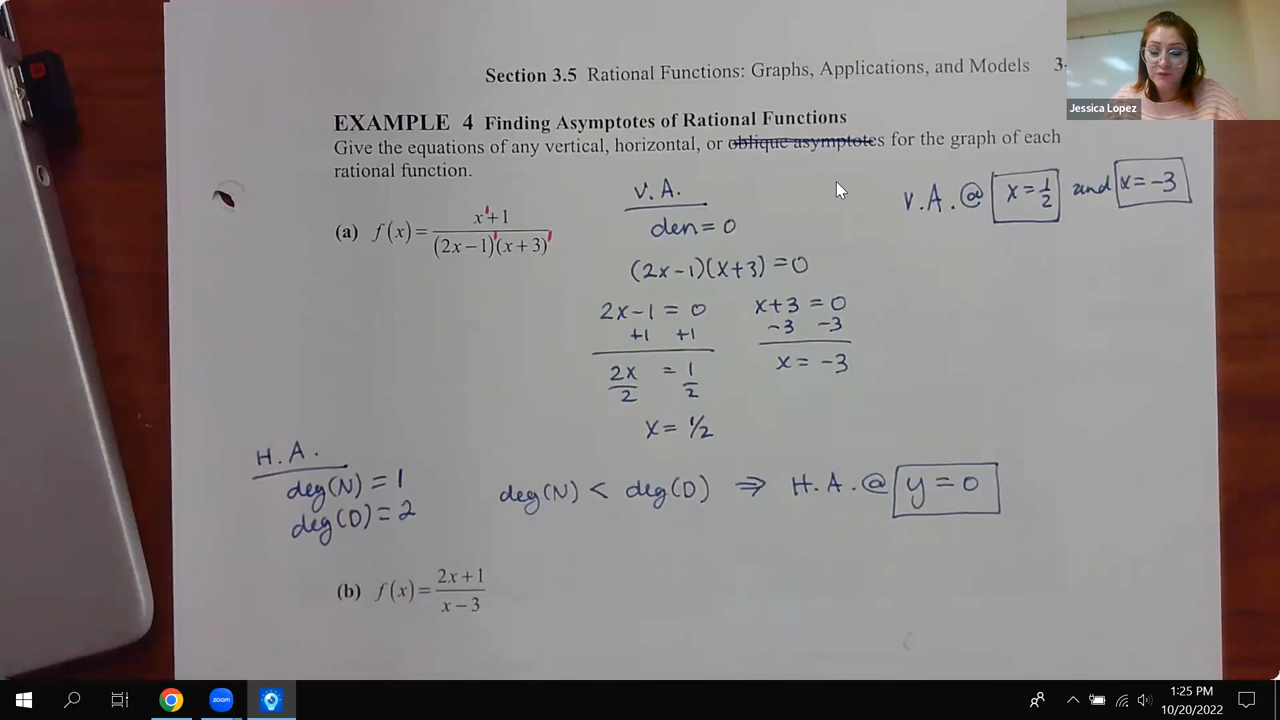 Section 3.5 Rational Functions: Graphs, Applications, and Models 3-
Jessica Lopez
EXAMPLE 4 Finding Asymptotes of Rational Functions
Give the equations of any vertical, horizontal, or oblique asymptotes for the graph of each
rational function.
V.A.
V.A.@ x=1/2 and x=-3
(a) f(x)= x+1 / (2x-1)(x+3)
den=0
(2x-1)(x+3)=0
2x-1=0 x+3=0
+1 +1 -3 -3
2x/2 = 1/2 x=-3
x=1/2
H.A.
deg(N)=1
deg(D)=2
deg(N) < deg(D) ⇒ H.A.@ y=0
(b) f(x)= 2x+1 / x-3
zoom
1:25 PM
10/20/2022